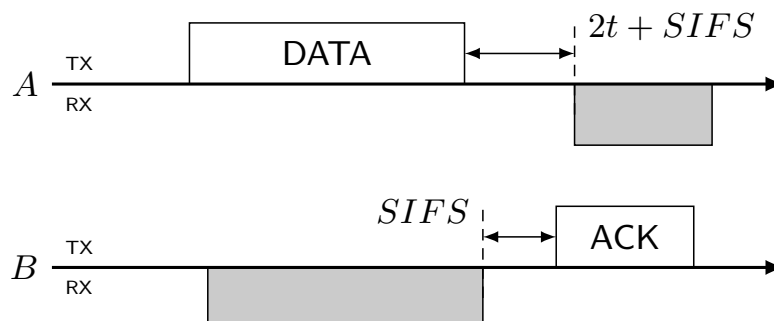 2t + SIFS
TX DATA
A
RX
SIFS
TX ACK
B
RX